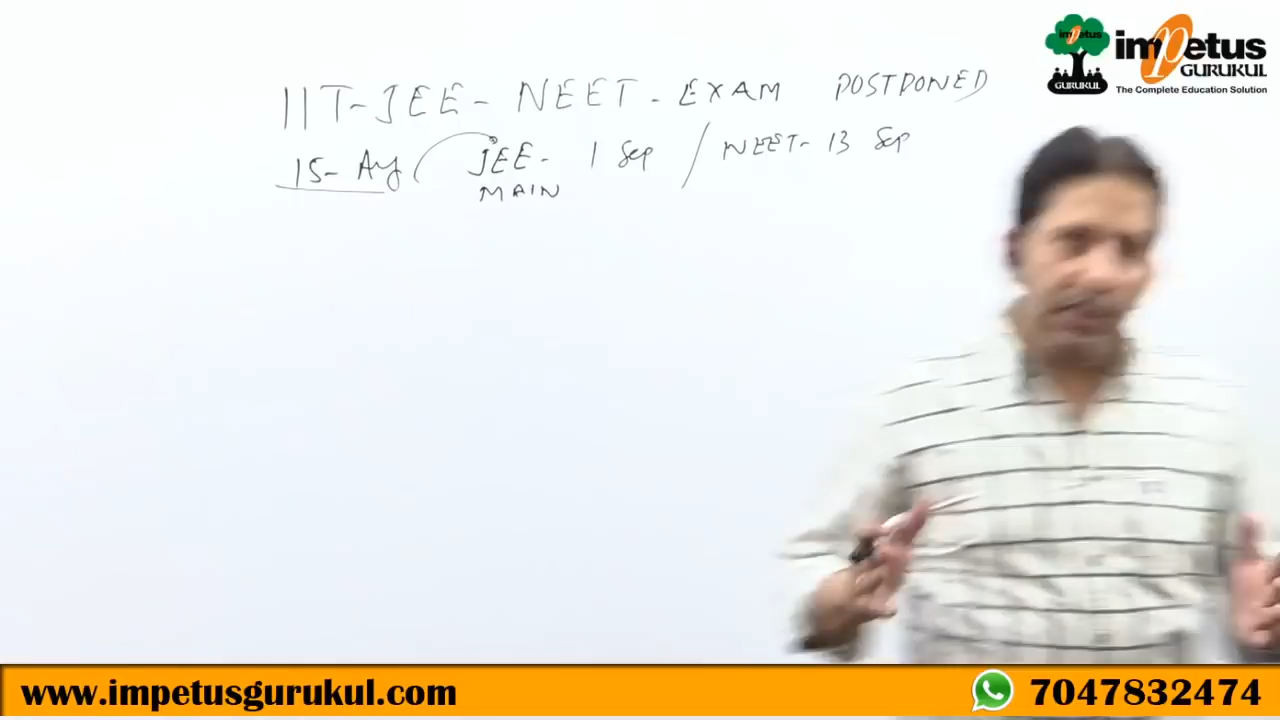 impetus
GURUKUL
impetus
GURUKUL
The Complete Education Solution
IIT-JEE-NEET-EXAM POSTPONED
15-Aug JEE- 1 Sep / NEET- 13 Sep
MAIN
www.impetusgurukul.com
7047832474